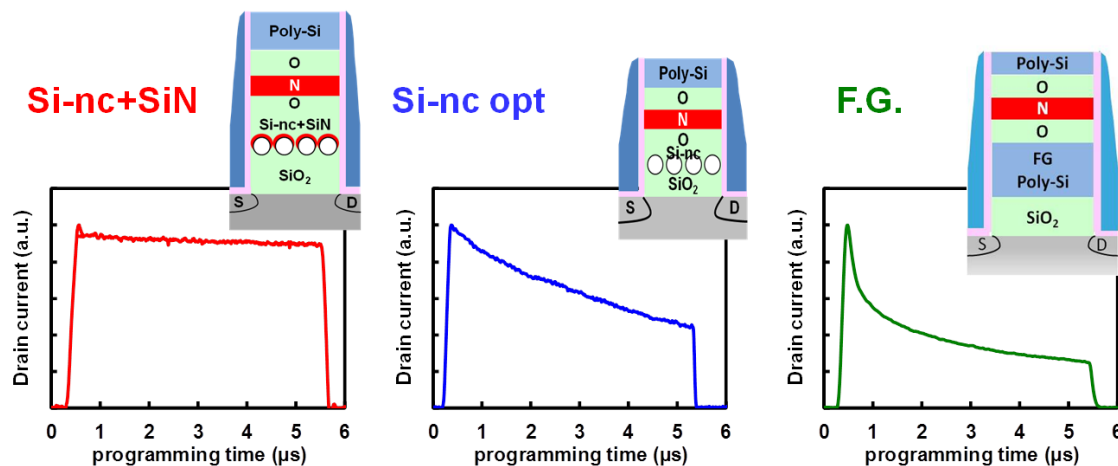 Si-nc+SiN
Poly-Si
O
N
O
Si-nc+SiN
SiO2
S
D
Drain current (a.u.)
0
1
2
3
4
5
6
programming time (µs)
Si-nc opt
Poly-Si
O
N
O
Si-nc
SiO2
S
D
Drain current (a.u.)
0
1
2
3
4
5
6
programming time (µs)
F.G.
Poly-Si
O
N
O
FG
Poly-Si
SiO2
S
D
Drain current (a.u.)
0
1
2
3
4
5
6
programming time (µs)